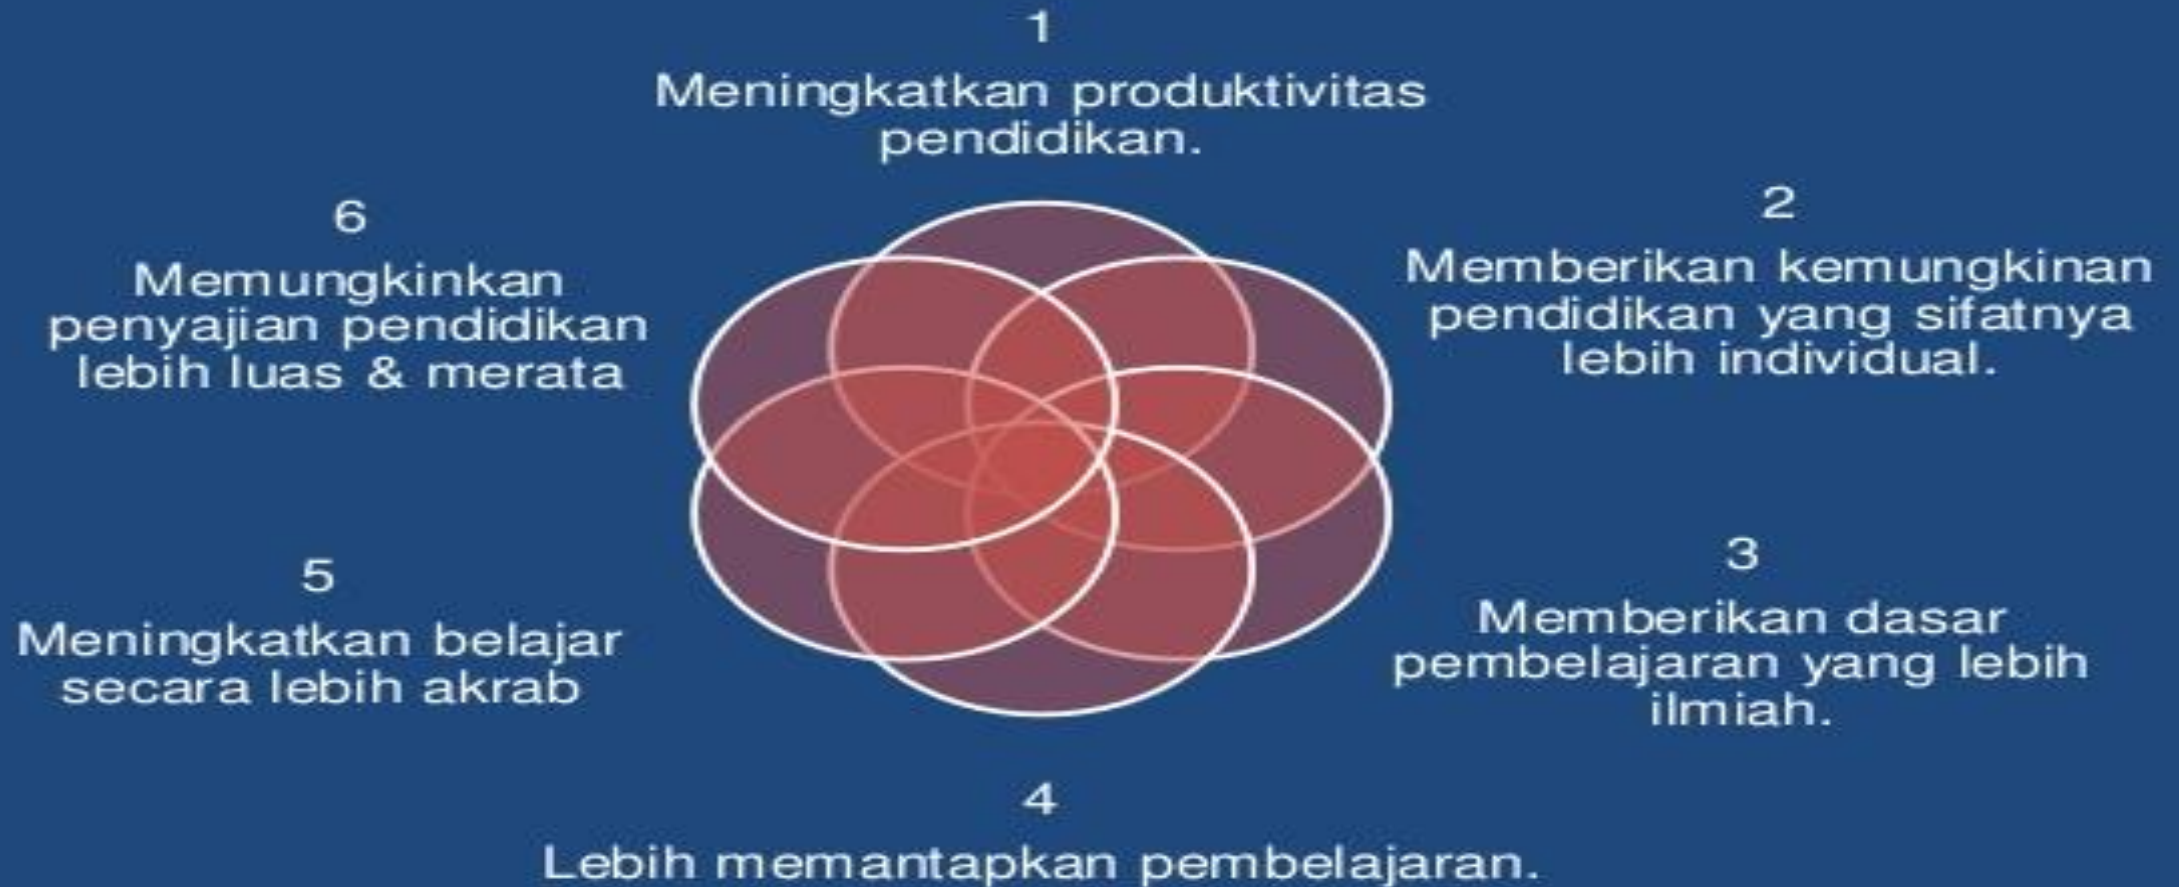 1
Meningkatkan produktivitas
pendidikan.
2
Memberikan kemungkinan
pendidikan yang sifatnya
lebih individual.
3
Memberikan dasar
pembelajaran yang lebih
ilmiah.
4
Lebih memantapkan pembelajaran.
5
Meningkatkan belajar
secara lebih akrab
6
Memungkinkan
penyajian pendidikan
lebih luas & merata